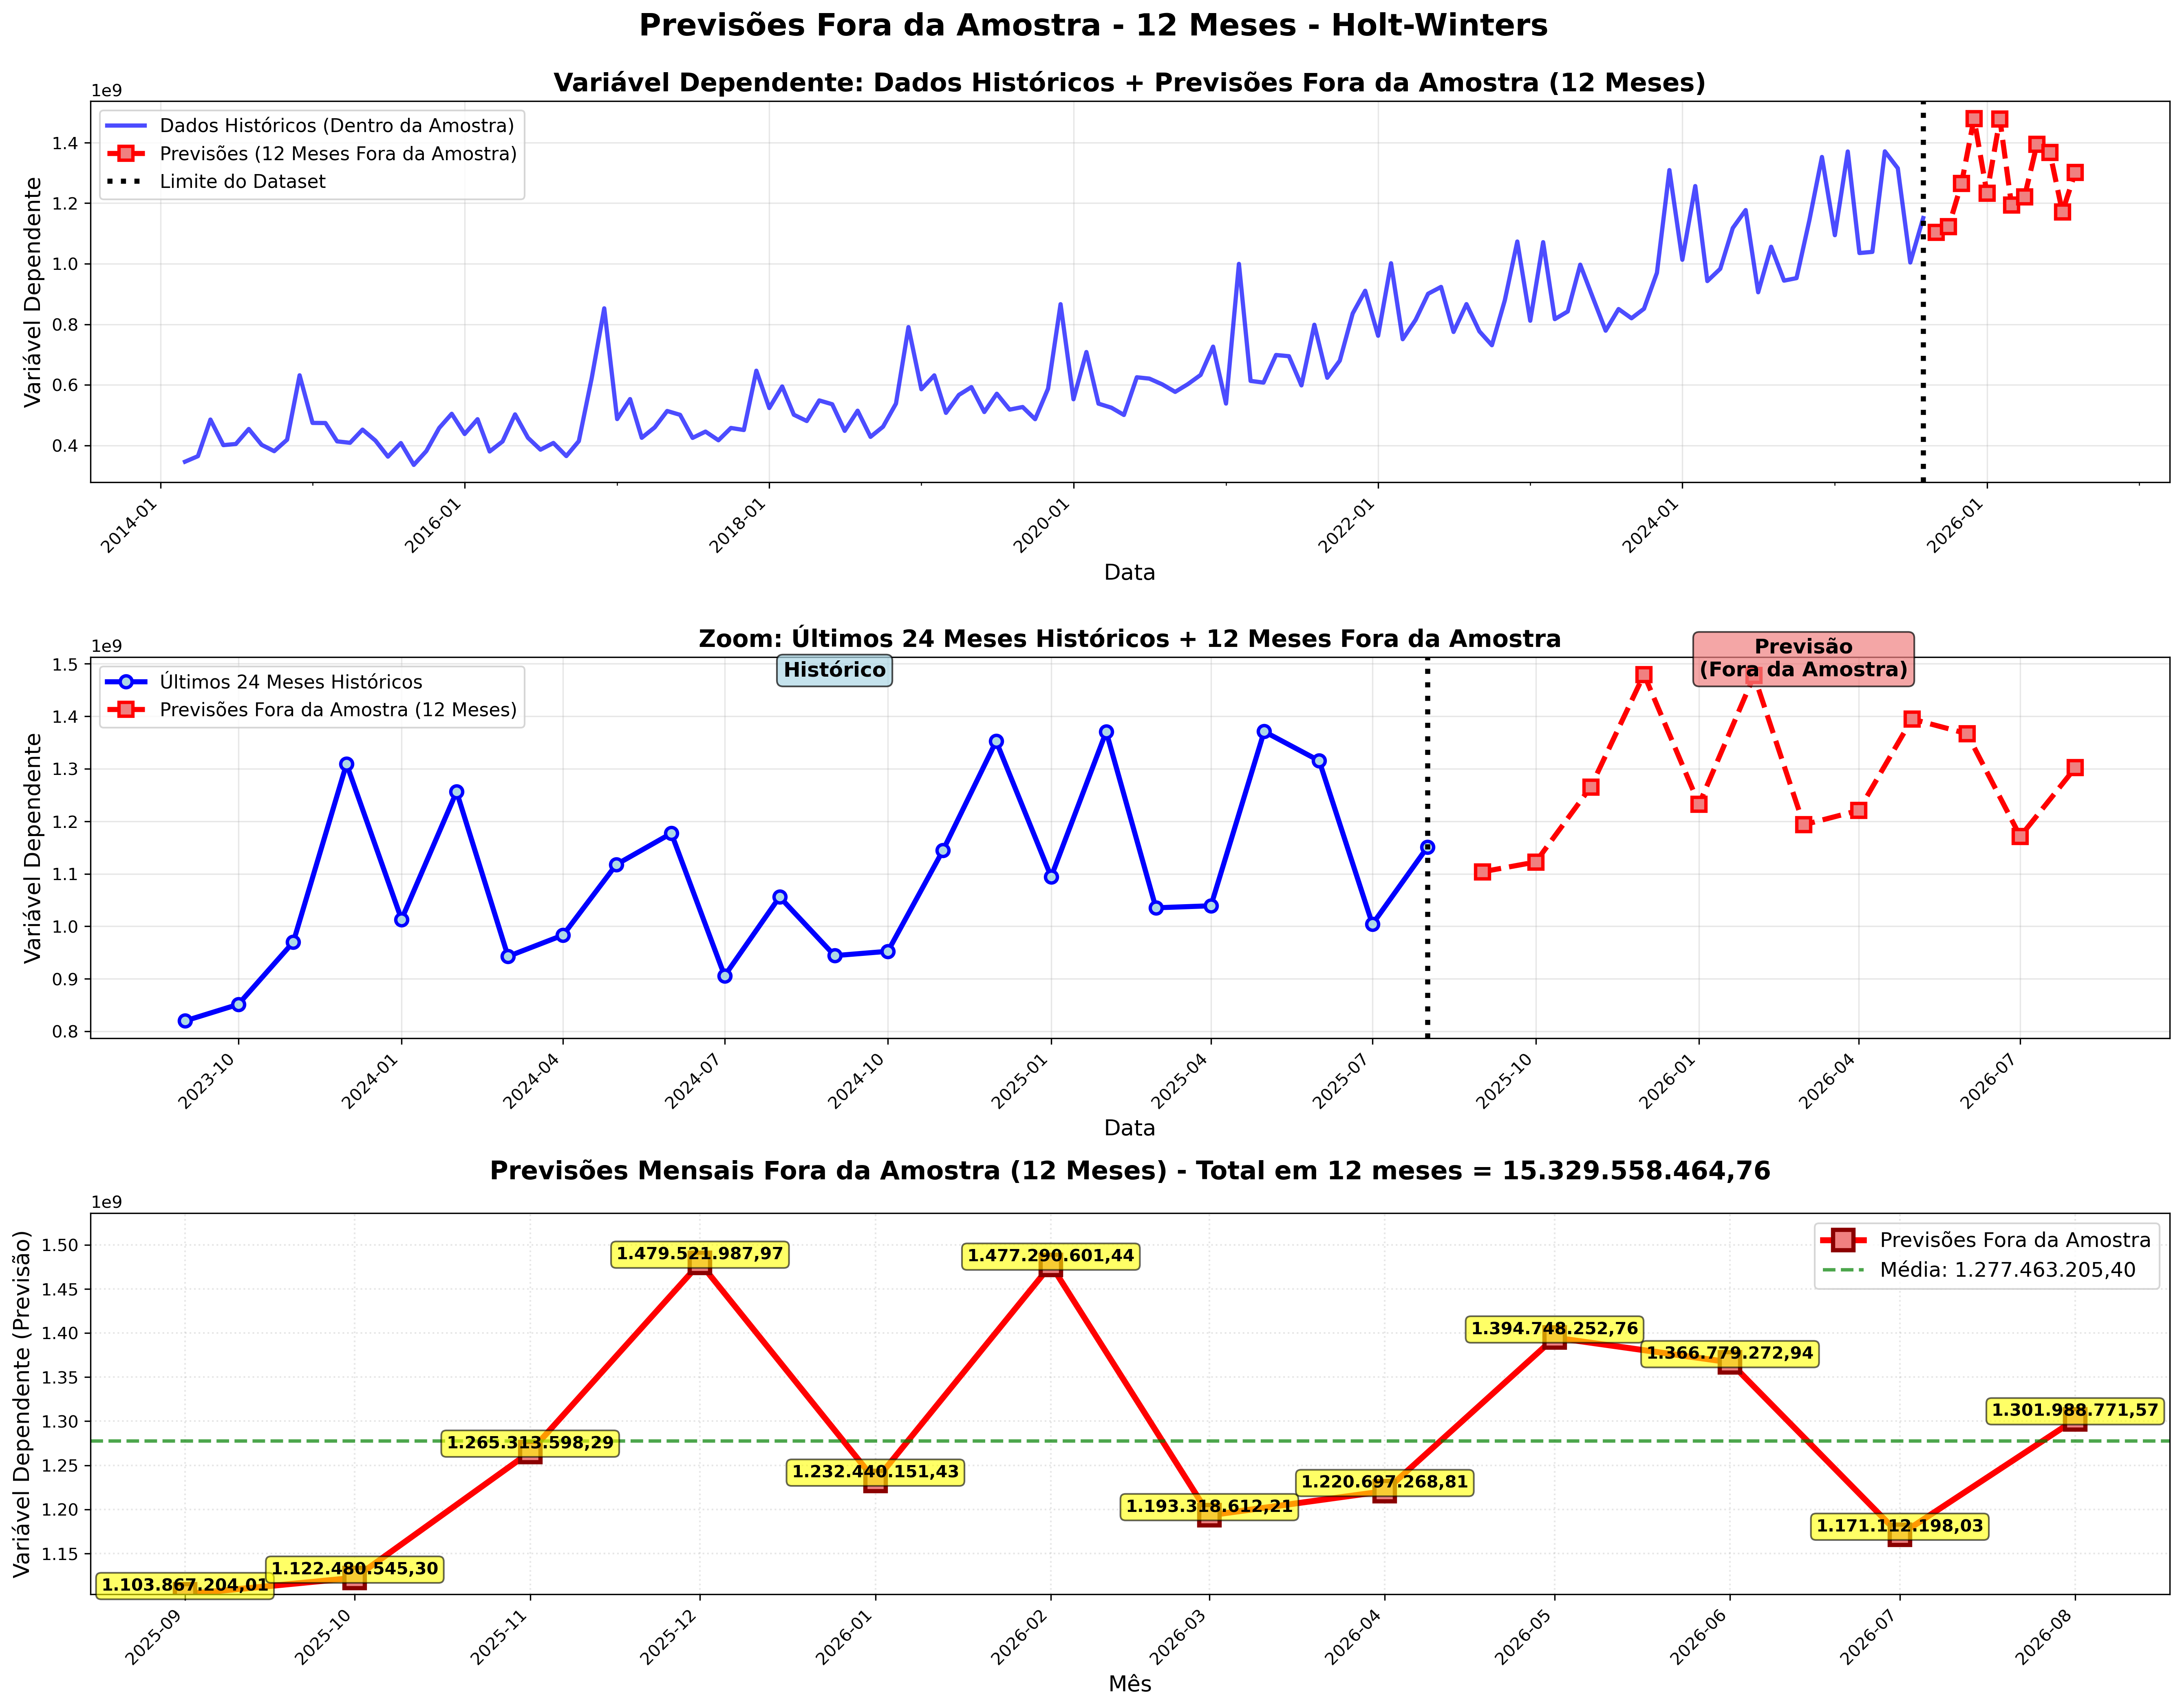 Previsões Fora da Amostra - 12 Meses - Holt-Winters
Variável Dependente: Dados Históricos + Previsões Fora da Amostra (12 Meses)
1e9
Dados Históricos (Dentro da Amostra)
Previsões (12 Meses Fora da Amostra)
Limite do Dataset
Variável Dependente
1.4
1.2
1.0
0.8
0.6
0.4
2014-01
2016-01
2018-01
2020-01
2022-01
2024-01
2026-01
Data
Zoom: Últimos 24 Meses Históricos + 12 Meses Fora da Amostra
1e9
Últimos 24 Meses Históricos
Previsões Fora da Amostra (12 Meses)
Histórico
Previsão
(Fora da Amostra)
Variável Dependente
1.5
1.4
1.3
1.2
1.1
1.0
0.9
0.8
2023-10
2024-01
2024-04
2024-07
2024-10
2025-01
2025-04
2025-07
2025-10
2026-01
2026-04
2026-07
Data
Previsões Mensais Fora da Amostra (12 Meses) - Total em 12 meses = 15.329.558.464,76
1e9
Previsões Fora da Amostra
Média: 1.277.463.205,40
Variável Dependente (Previsão)
1.50
1.45
1.40
1.35
1.30
1.25
1.20
1.15
1.103.867.204,01
1.122.480.545,30
1.265.313.598,29
1.479.521.987,97
1.232.440.151,43
1.477.290.601,44
1.193.318.612,21
1.220.697.268,81
1.394.748.252,76
1.366.779.272,94
1.171.112.198,03
1.301.988.771,57
2025-09
2025-10
2025-11
2025-12
2026-01
2026-02
2026-03
2026-04
2026-05
2026-06
2026-07
2026-08
Mês